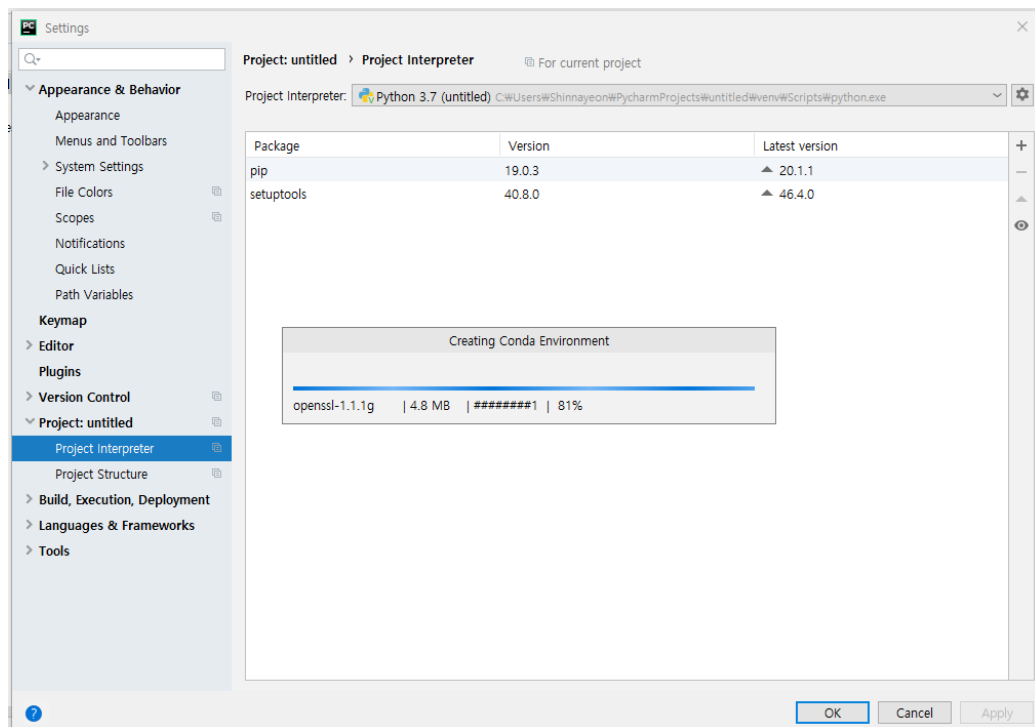 Settings
Appearance & Behavior
Appearance
Menus and Toolbars
System Settings
File Colors
Scopes
Notifications
Quick Lists
Path Variables
Keymap
Editor
Plugins
Version Control
Project: untitled
Project Interpreter
Project Structure
Build, Execution, Deployment
Languages & Frameworks
Tools
Project: untitled › Project Interpreter For current project
Project Interpreter: Python 3.7 (untitled) C:₩Users₩Shinnayeon₩PycharmProjects₩untitled₩venv₩Scripts₩python.exe
Package Version Latest version
pip 19.0.3 20.1.1
setuptools 40.8.0 46.4.0
Creating Conda Environment
openssl-1.1.1g | 4.8 MB | ########1 | 81%
OK Cancel Apply